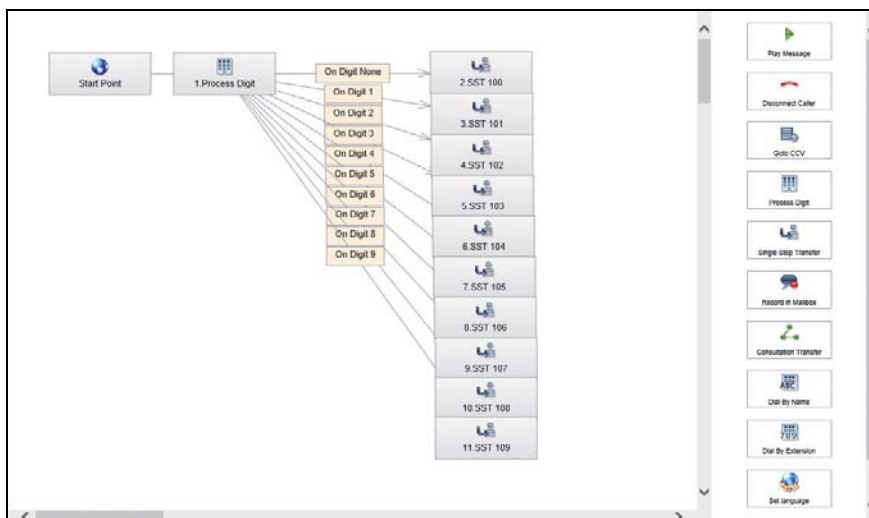 Start Point
1.Process Digit
On Digit None
On Digit 1
On Digit 2
On Digit 3
On Digit 4
On Digit 5
On Digit 6
On Digit 7
On Digit 8
On Digit 9
2.SST 100
3.SST 101
4.SST 102
5.SST 103
6.SST 104
7.SST 105
8.SST 106
9.SST 107
10.SST 108
11.SST 109
Play Message
Disconnect Caller
Goto CCV
Process Digit
Single Step Transfer
Record in Mailbox
Consultation Transfer
ABC
Dial By Name
709
Dial By Extension
Set language